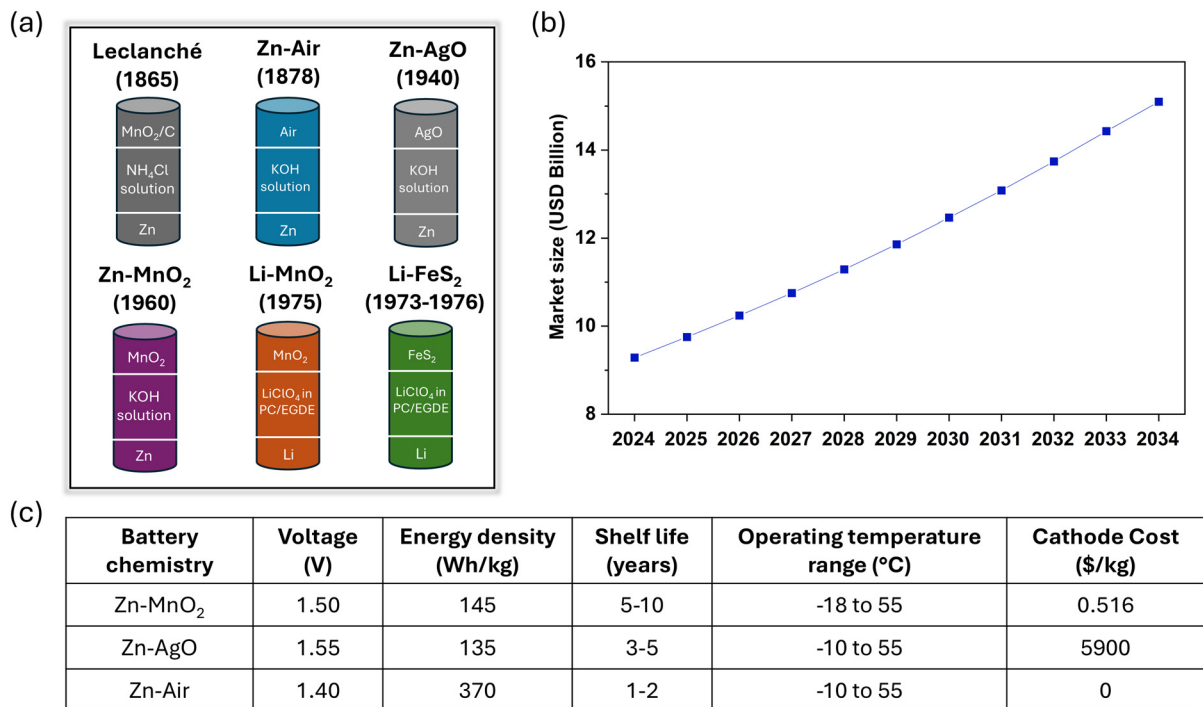 (a)
Leclanché
(1865)
MnO₂/C
NH₄Cl
solution
Zn
Zn-Air
(1878)
Air
KOH
solution
Zn
Zn-AgO
(1940)
AgO
KOH
solution
Zn
Zn-MnO₂
(1960)
MnO₂
KOH
solution
Zn
Li-MnO₂
(1975)
MnO₂
LiClO₄ in
PC/EGDE
Li
Li-FeS₂
(1973-1976)
FeS₂
LiClO₄ in
PC/EGDE
Li
(b)
Market size (USD Billion)
16
14
12
10
8
2024 2025 2026 2027 2028 2029 2030 2031 2032 2033 2034
(c)
Battery chemistry Voltage (V) Energy density (Wh/kg) Shelf life (years) Operating temperature range (°C) Cathode Cost ($/kg)
Zn-MnO₂ 1.50 145 5-10 -18 to 55 0.516
Zn-AgO 1.55 135 3-5 -10 to 55 5900
Zn-Air 1.40 370 1-2 -10 to 55 0